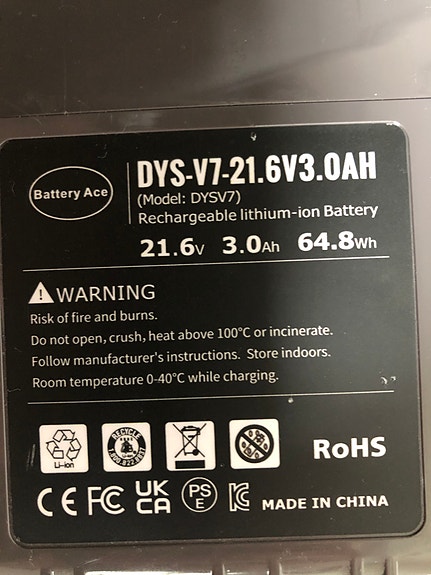 Battery Ace
DYS-V7-21.6V3.0AH
(Model: DYSV7)
Rechargeable lithium-ion Battery
21.6V 3.0Ah 64.8Wh
WARNING
Risk of fire and burns.
Do not open, crush, heat above 100°C or incinerate.
Follow manufacturer's instructions. Store indoors.
Room temperature 0-40°C while charging.
Li-ion
RECYCLE
RoHS
CE FC UK CA PS E
MADE IN CHINA